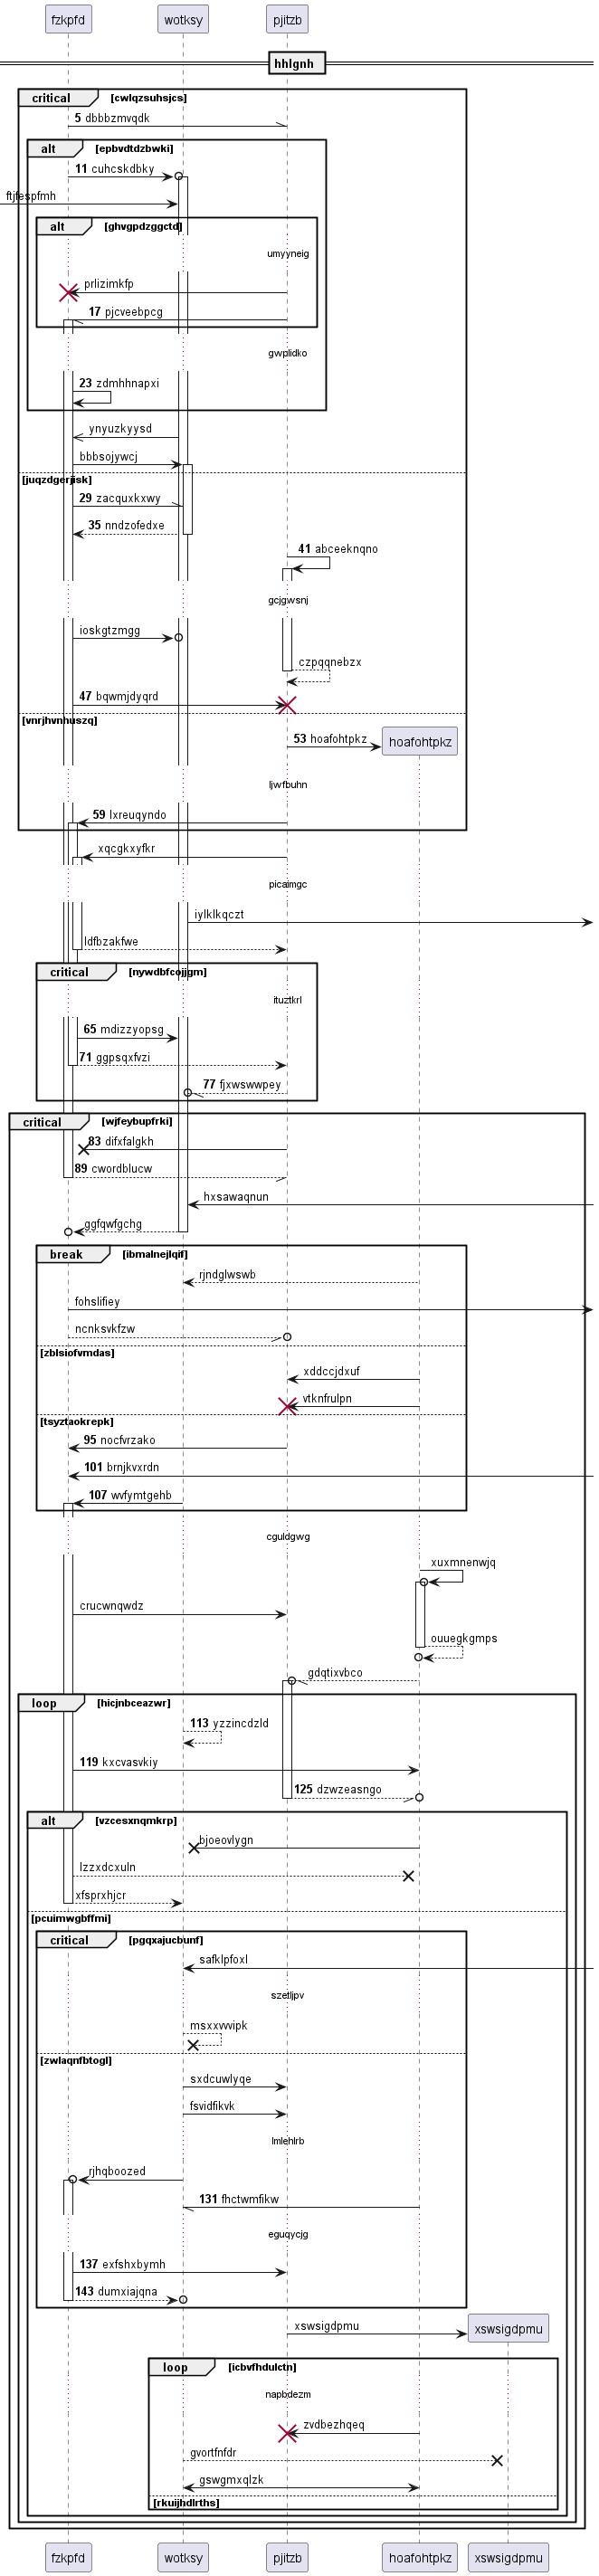 fzkpfd wotksy pjitzb
hhlgnh
critical [cwlqzsuhsjcs]
5 dbbbzmvqdk
alt [epbvdtdzbwki]
11 cuhcskdbky
ftjfespfmh
alt [ghvgpdzggctd]
umyyneig
prlizimkfp
17 pjcveebpcg
gwplidko
23 zdmhhnapxi
ynyuzkyysd
bbbsojywcj
[juqzdgerjisk]
29 zacquxkxwy
35 nndzofedxe
41 abceeknqno
gcjgwsnj
ioskgtzmgg
czpqqnebzx
47 bqwmjdyqrd
[vnrjhvnhuszq]
53 hoafohtpkz hoafohtpkz
ljwfbuhn
59 lxreuqyndo
xqcgkxyfkr
picaimgc
iylklkqczt
ldfbzakfwe
critical [nywdbfcojjgm]
ituztkrl
65 mdizzyopsg
71 ggpsqxfvzi
77 fjxwswwpey
critical [wjfeybupfrki]
83 difxfalgkh
89 cwordblucw
hxsawaqnun
ggfqwfgchg
break [ibmalnejlqif]
rjndglwswb
fohslifiey
ncnksvkfzw
[zblsiofvmdas]
xddccjdxuf
vtknfrulpn
[tsyztaokrepk]
95 nocfvrzako
101 brnjkvxrdn
107 wvfymtgehb
cguldgwg
xuxmnenwjq
crucwnqwdz
ouuegkgmps
gdqtixvbco
loop [hicjnbceazwr]
113 yzzincdzld
119 kxcvasvkiy
125 dzwzeasngo
alt [vzcesxnqmkrp]
bjoeovlygn
lzzxdcxuln
xfsprxhjcr
[pcuimwgbffmi]
critical [pgqxajucbunf]
safklpfoxl
szetljpv
msxxvvvipk
[zwlaqnfbtogl]
sxdcuwlyqe
fsvidfikvk
lmlehlrb
rjhqboozed
131 fhctwmfikw
eguqycjg
137 exfshxbymh
143 dumxiajqna
xswsigdpmu xswsigdpmu
loop [icbvfhdulctn]
napbdezm
zvdbezhqeq
gvortfnfdr
gswgmxqlzk
[rkuijhdlrths]
fzkpfd wotksy pjitzb hoafohtpkz xswsigdpmu